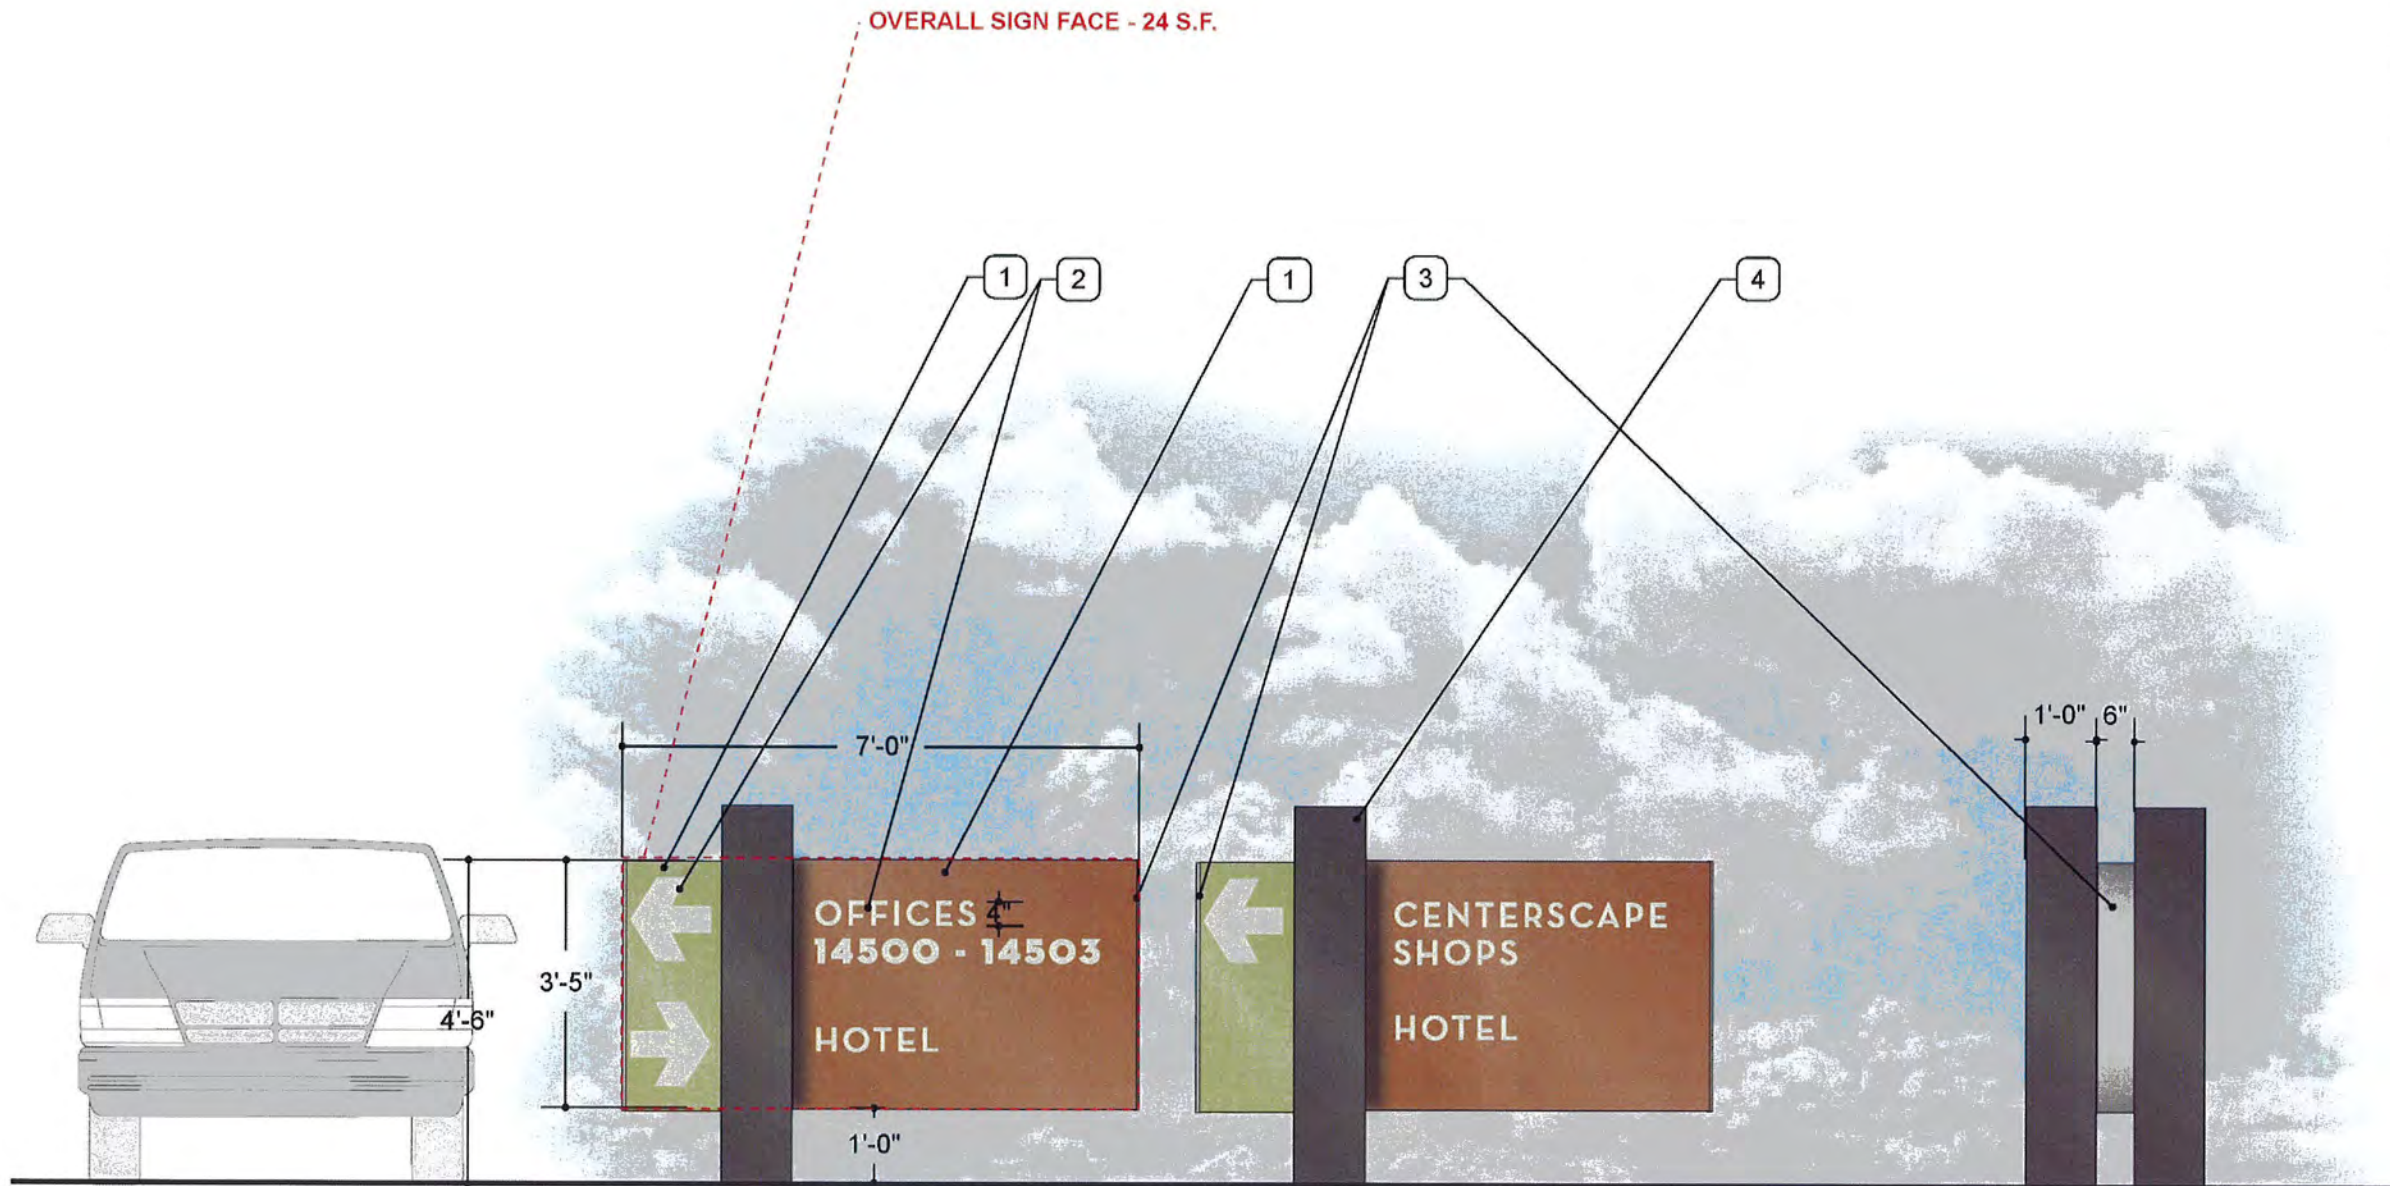 OVERALL SIGN FACE - 24 S.F.
1
2
1
3
4
1'-0"
6"
7'-0"
OFFICES 4"
14500 - 14503
HOTEL
CENTERSCAPE
SHOPS
HOTEL
3'-5"
4'-6"
1'-0"